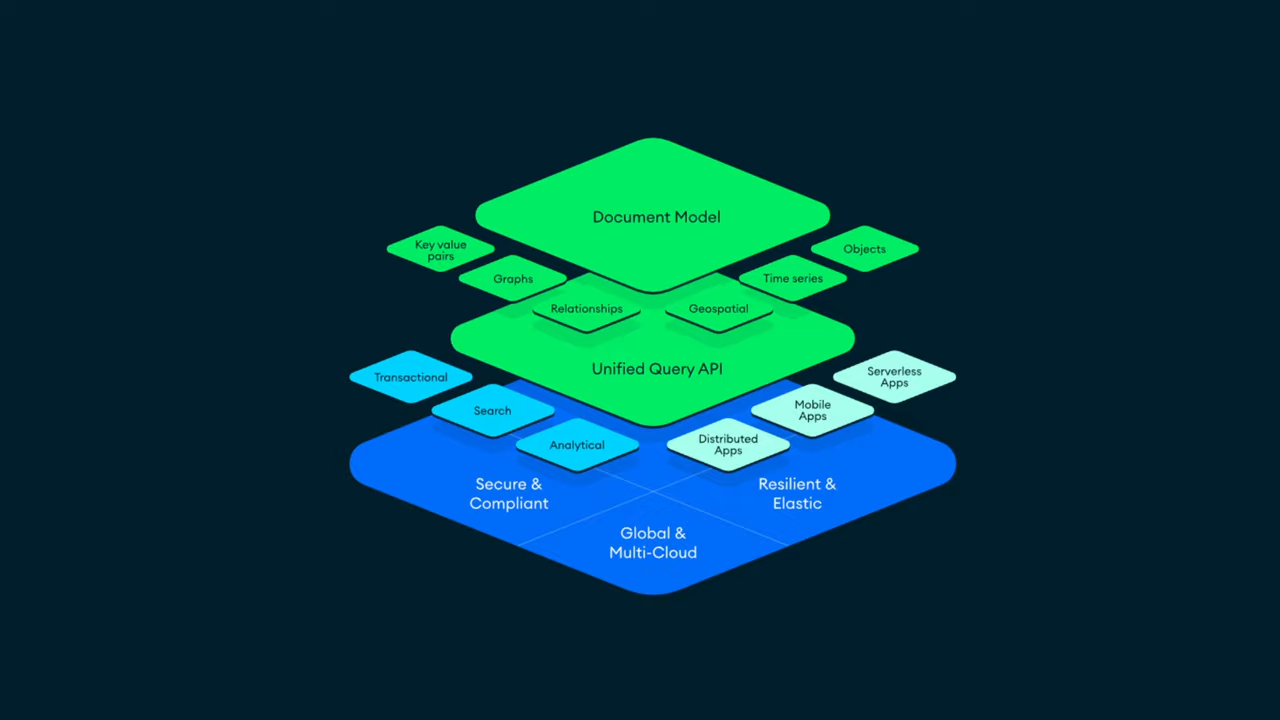 Document Model
Key value
pairs
Objects
Graphs
Time series
Relationships
Geospatial
Unified Query API
Transactional
Serverless
Apps
Search
Mobile
Apps
Analytical
Distributed
Apps
Secure &
Compliant
Resilient &
Elastic
Global &
Multi-Cloud